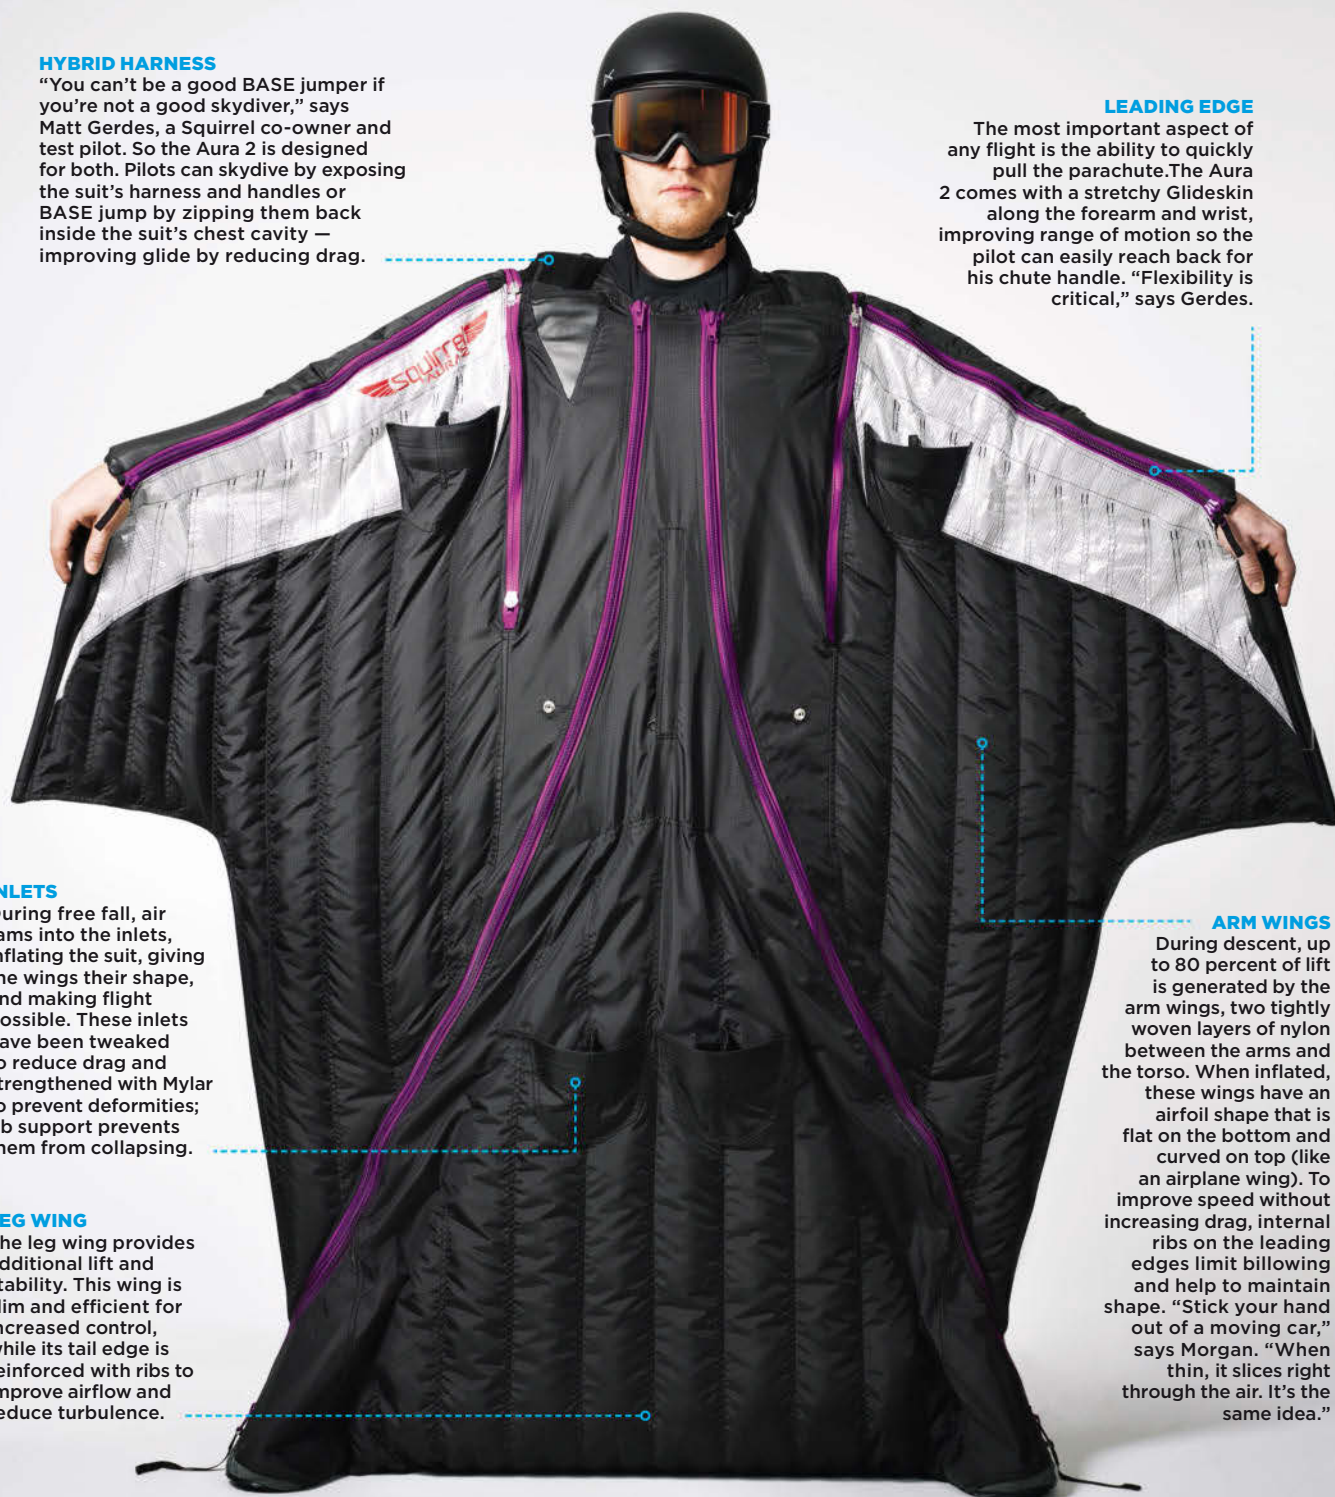 HYBRID HARNESS
“You can’t be a good BASE jumper if
you’re not a good skydiver,” says
Matt Gerdes, a Squirrel co-owner and
test pilot. So the Aura 2 is designed
for both. Pilots can skydive by exposing
the suit’s harness and handles or
BASE jump by zipping them back
inside the suit’s chest cavity —
improving glide by reducing drag.
LEADING EDGE
The most important aspect of
any flight is the ability to quickly
pull the parachute.The Aura
2 comes with a stretchy Glideskin
along the forearm and wrist,
improving range of motion so the
pilot can easily reach back for
his chute handle. “Flexibility is
critical,” says Gerdes.
squirrel
AURA 2
NLETS
uring free fall, air
ams into the inlets,
nflating the suit, giving
he wings their shape,
nd making flight
ossible. These inlets
ave been tweaked
o reduce drag and
trengthened with Mylar
o prevent deformities;
b support prevents
hem from collapsing.
EG WING
he leg wing provides
dditional lift and
tability. This wing is
lim and efficient for
ncreased control,
while its tail edge is
einforced with ribs to
mprove airflow and
educe turbulence.
ARM WINGS
During descent, up
to 80 percent of lift
is generated by the
arm wings, two tightly
woven layers of nylon
between the arms and
the torso. When inflated,
these wings have an
airfoil shape that is
flat on the bottom and
curved on top (like
an airplane wing). To
improve speed without
increasing drag, internal
ribs on the leading
edges limit billowing
and help to maintain
shape. “Stick your hand
out of a moving car,”
says Morgan. “When
thin, it slices right
through the air. It’s the
same idea.”